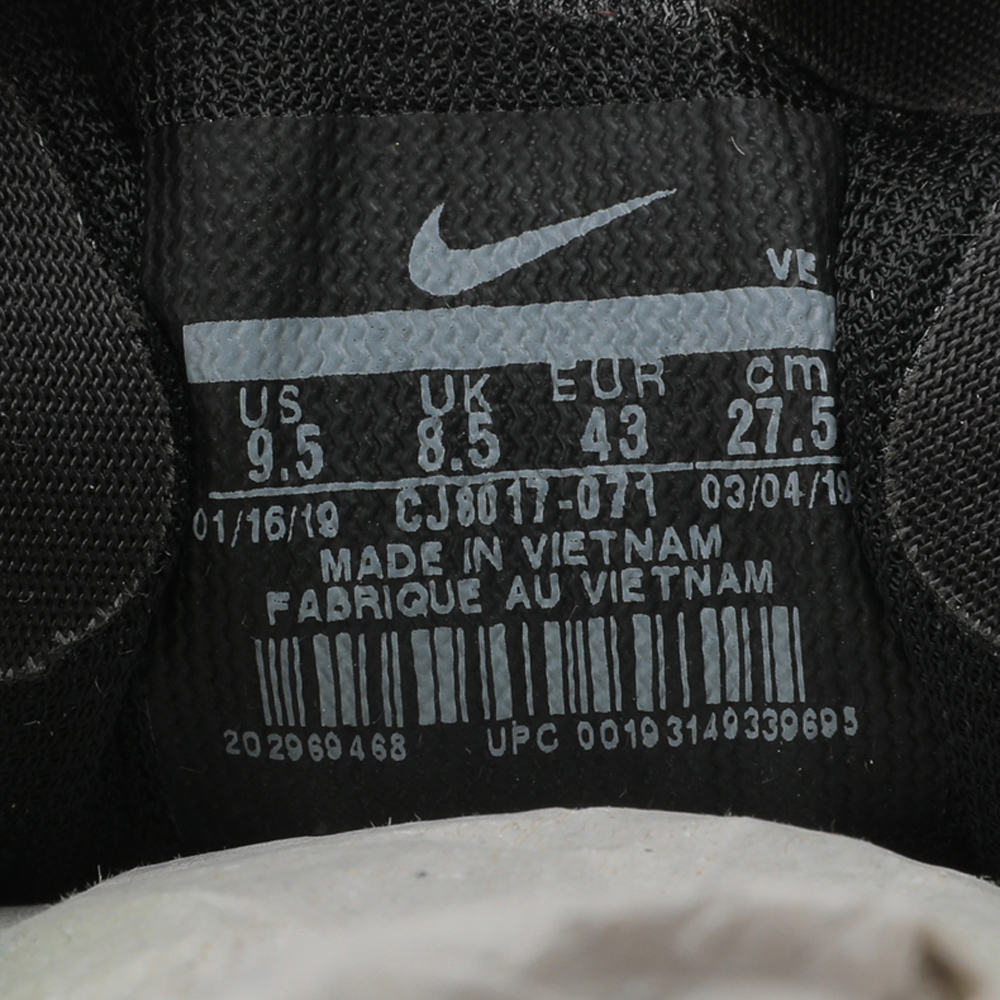 VE
US UK EUR cm
9.5 8.5 43 27.5
01/16/19 CJ8017-071 03/04/19
MADE IN VIETNAM
FABRIQUE AU VIETNAM
202969468 UPC 00193149339695